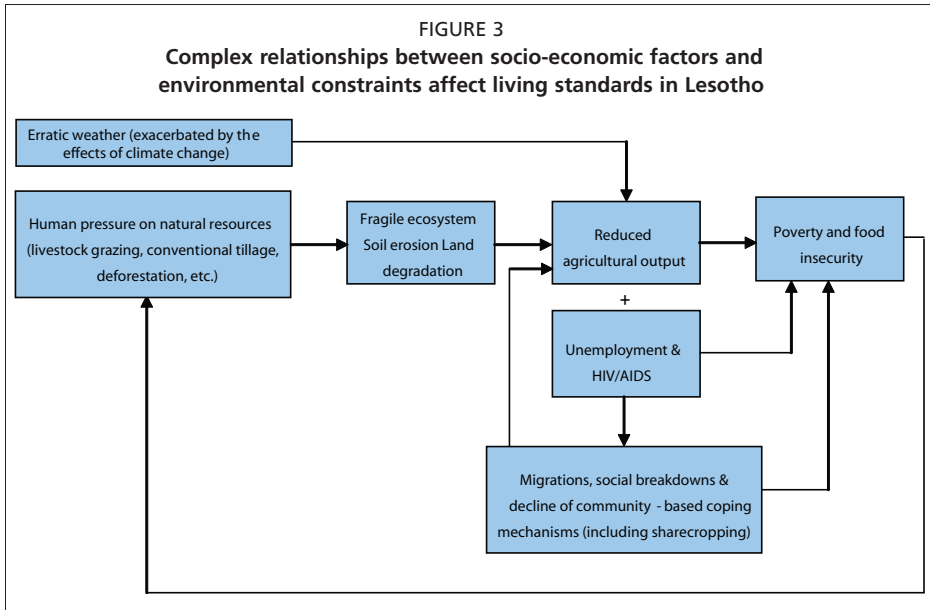 FIGURE 3
Complex relationships between socio-economic factors and
environmental constraints affect living standards in Lesotho
Erratic weather (exacerbated by the
effects of climate change)
Human pressure on natural resources
(livestock grazing, conventional tillage,
deforestation, etc.)
Fragile ecosystem
Soil erosion Land
degradation
Reduced
agricultural output
Poverty and food
insecurity
+
Unemployment &
HIV/AIDS
Migrations, social breakdowns &
decline of community - based coping
mechanisms (including sharecropping)